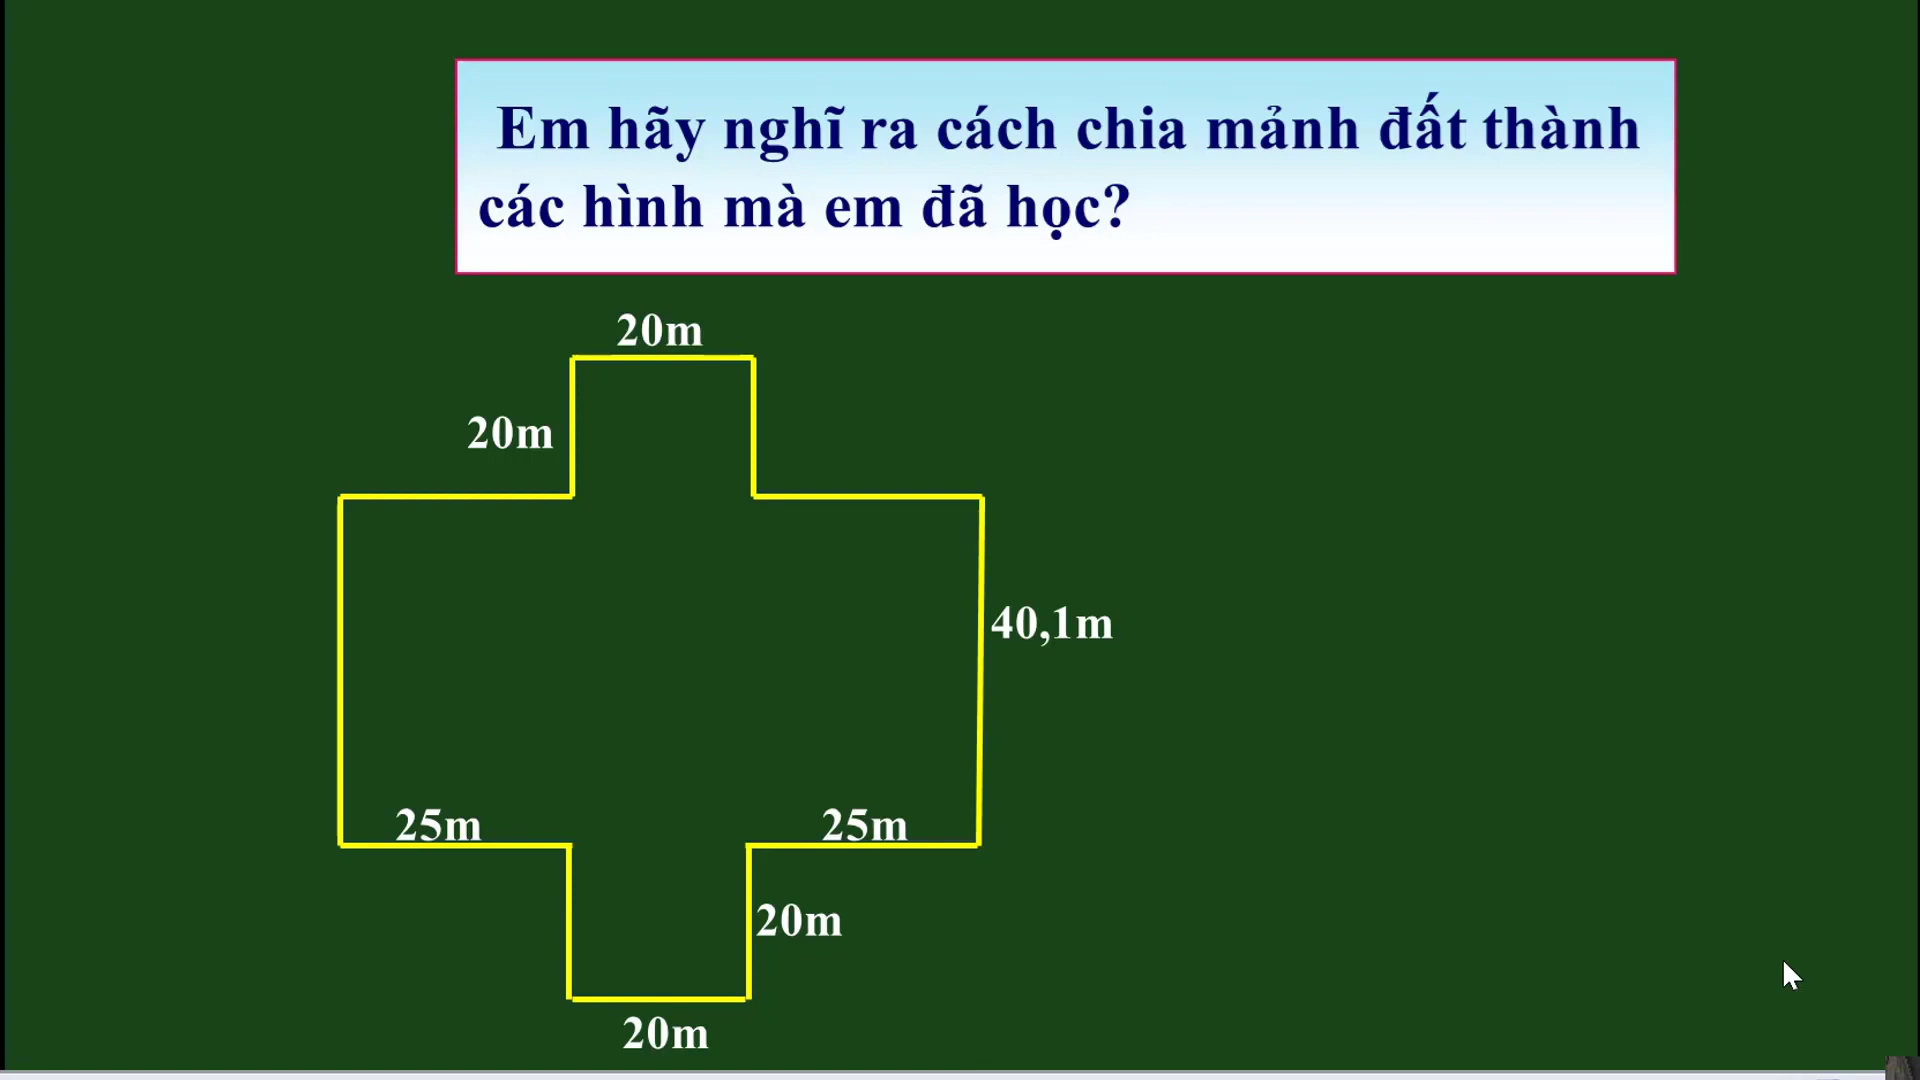 Em hãy nghĩ ra cách chia mảnh đất thành
các hình mà em đã học?
20m
20m
40,1m
25m
25m
20m
20m